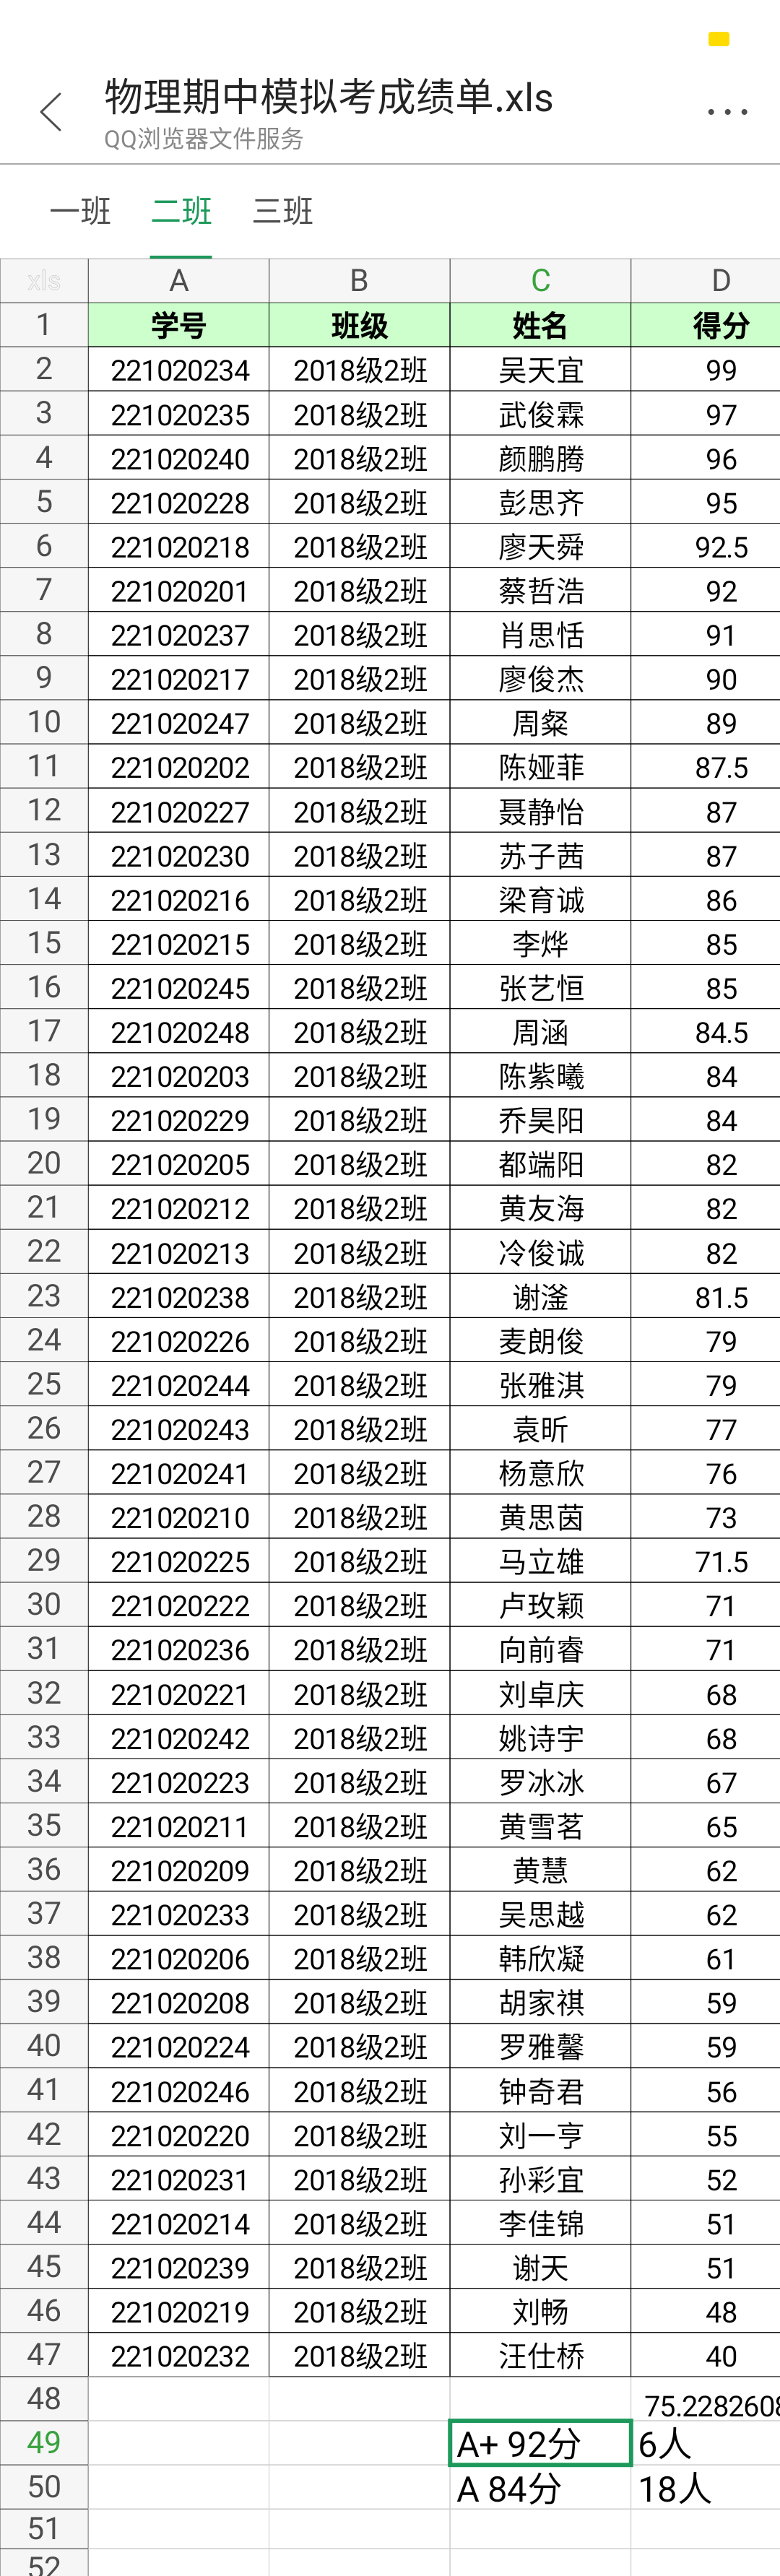 物理期中模拟考成绩单.xls
QQ浏览器文件服务
一班 二班 三班
xls A B C D
1 学号 班级 姓名 得分
2 221020234 2018级2班 吴天宜 99
3 221020235 2018级2班 武俊霖 97
4 221020240 2018级2班 颜鹏腾 96
5 221020228 2018级2班 彭思齐 95
6 221020218 2018级2班 廖天舜 92.5
7 221020201 2018级2班 蔡哲浩 92
8 221020237 2018级2班 肖思恬 91
9 221020217 2018级2班 廖俊杰 90
10 221020247 2018级2班 周粲 89
11 221020202 2018级2班 陈娅菲 87.5
12 221020227 2018级2班 聂静怡 87
13 221020230 2018级2班 苏子茜 87
14 221020216 2018级2班 梁育诚 86
15 221020215 2018级2班 李烨 85
16 221020245 2018级2班 张艺恒 85
17 221020248 2018级2班 周涵 84.5
18 221020203 2018级2班 陈紫曦 84
19 221020229 2018级2班 乔昊阳 84
20 221020205 2018级2班 都端阳 82
21 221020212 2018级2班 黄友海 82
22 221020213 2018级2班 冷俊诚 82
23 221020238 2018级2班 谢滏 81.5
24 221020226 2018级2班 麦朗俊 79
25 221020244 2018级2班 张雅淇 79
26 221020243 2018级2班 袁昕 77
27 221020241 2018级2班 杨意欣 76
28 221020210 2018级2班 黄思茵 73
29 221020225 2018级2班 马立雄 71.5
30 221020222 2018级2班 卢玫颖 71
31 221020236 2018级2班 向前睿 71
32 221020221 2018级2班 刘卓庆 68
33 221020242 2018级2班 姚诗宇 68
34 221020223 2018级2班 罗冰冰 67
35 221020211 2018级2班 黄雪茗 65
36 221020209 2018级2班 黄慧 62
37 221020233 2018级2班 吴思越 62
38 221020206 2018级2班 韩欣凝 61
39 221020208 2018级2班 胡家祺 59
40 221020224 2018级2班 罗雅馨 59
41 221020246 2018级2班 钟奇君 56
42 221020220 2018级2班 刘一亨 55
43 221020231 2018级2班 孙彩宜 52
44 221020214 2018级2班 李佳锦 51
45 221020239 2018级2班 谢天 51
46 221020219 2018级2班 刘畅 48
47 221020232 2018级2班 汪仕桥 40
48 75.2282608
49 A+ 92分 6人
50 A 84分 18人
51
52